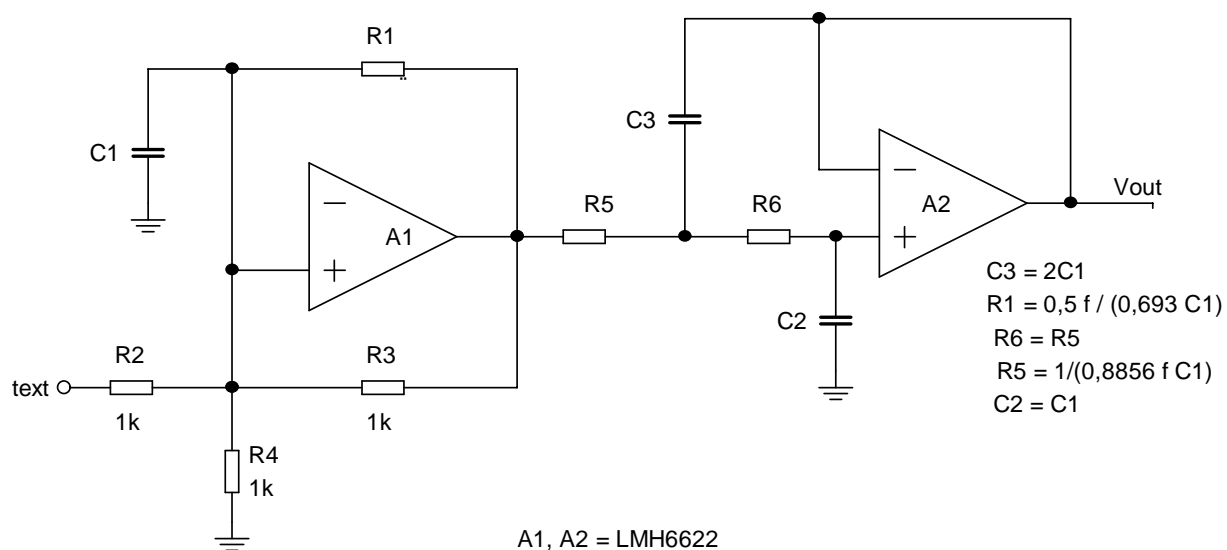 R1
C1
C3
A1
R5
R6
A2
Vout
C2
R2
1k
R3
1k
text
R4
1k
C3 = 2C1
R1 = 0,5 f / (0,693 C1)
R6 = R5
R5 = 1/(0,8856 f C1)
C2 = C1
A1, A2 = LMH6622